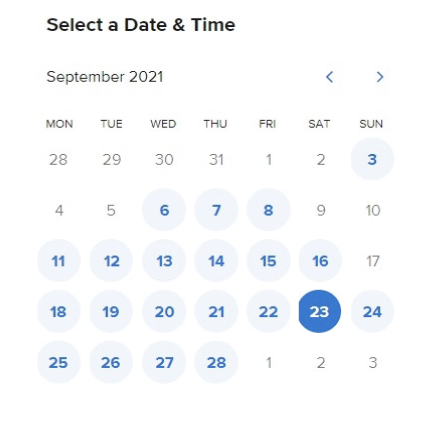 Select a Date & Time
September 2021
MON TUE WED THU FRI SAT SUN
28 29 30 31 1 2 3
4 5 6 7 8 9 10
11 12 13 14 15 16 17
18 19 20 21 22 23 24
25 26 27 28 1 2 3